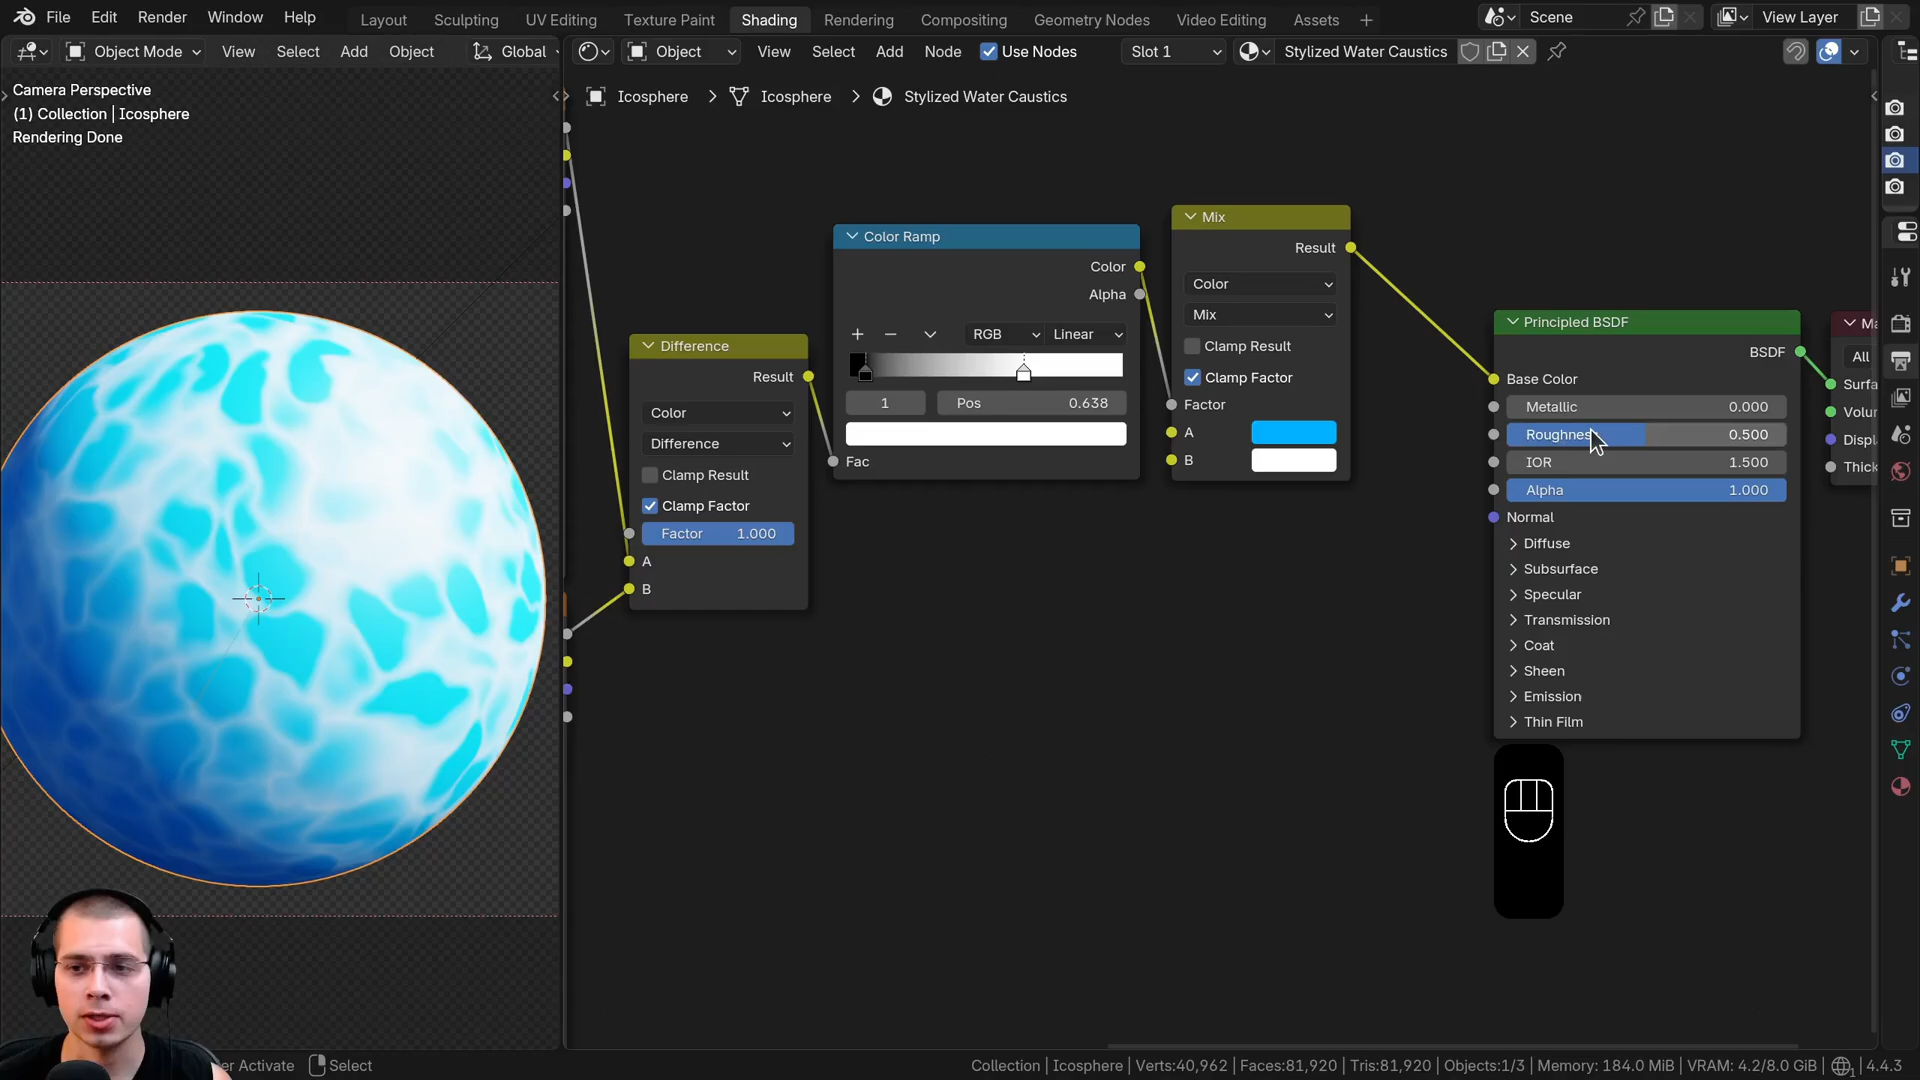 File Edit Render Window Help Layout Sculpting UV Editing Texture Paint Shading Rendering Compositing Geometry Nodes Video Editing Assets Scene View Layer
Object Mode View Select Add Object Global Object View Select Add Node Use Nodes Slot 1 Stylized Water Caustics
Camera Perspective
(1) Collection | Icosphere
Rendering Done
Icosphere Icosphere Stylized Water Caustics
Difference
Result
Color
Difference
Clamp Result
Clamp Factor
Factor 1.000
A
B
Color Ramp
Color
Alpha
RGB Linear
1 Pos 0.638
Fac
Mix
Result
Color
Mix
Clamp Result
Clamp Factor
Factor
A
B
Principled BSDF
BSDF
Base Color
Metallic 0.000
Roughness 0.500
IOR 1.500
Alpha 1.000
Normal
Diffuse
Subsurface
Specular
Transmission
Coat
Sheen
Emission
Thin Film
Ma
All
Surfa
Volu
Displ
Thick
er Activate Select
Collection | Icosphere | Verts:40,962 | Faces:81,920 | Tris:81,920 | Objects:1/3 | Memory: 184.0 MiB | VRAM: 4.2/8.0 GiB | 4.4.3